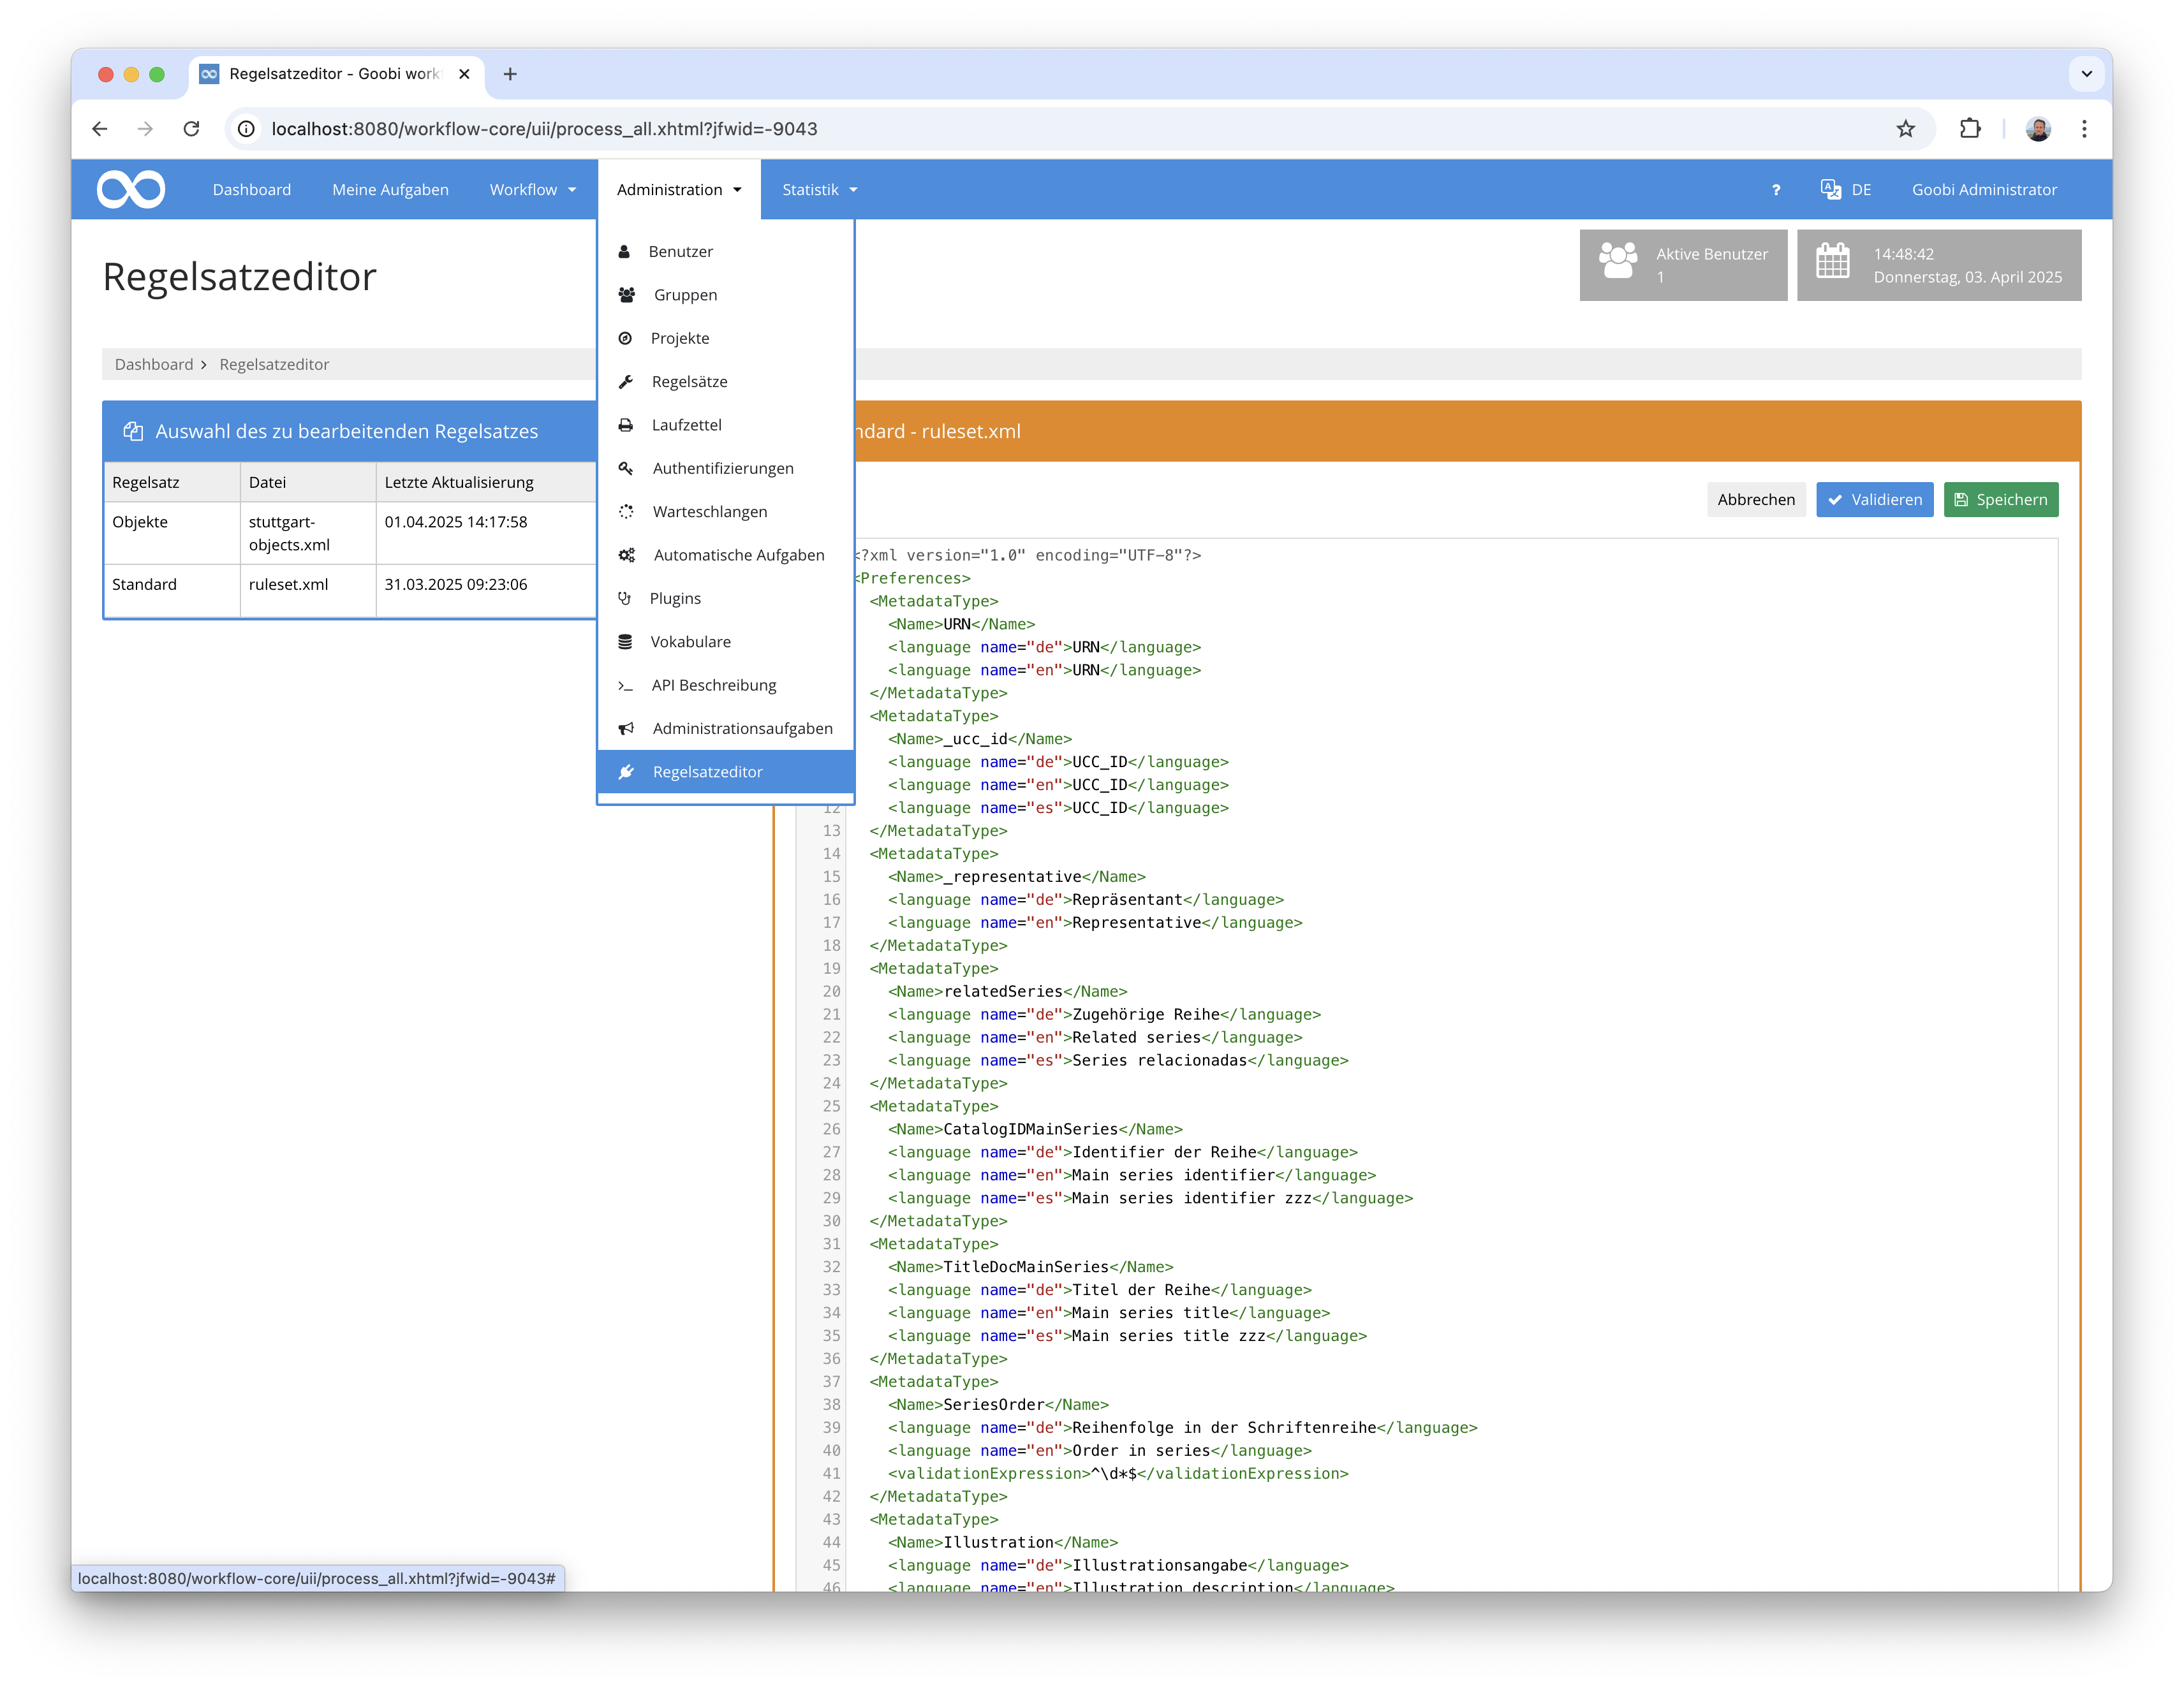 Regelsatzeditor - Goobi work
localhost:8080/workflow-core/uii/process_all.xhtml?jfwid=-9043
Dashboard
Meine Aufgaben
Workflow
Administration
Statistik
?
DE
Goobi Administrator
Regelsatzeditor
Aktive Benutzer
1
14:48:42
Donnerstag, 03. April 2025
Dashboard
Regelsatzeditor
Benutzer
Gruppen
Projekte
Regelsätze
Laufzettel
Authentifizierungen
Warteschlangen
Automatische Aufgaben
Plugins
Vokabulare
API Beschreibung
Administrationsaufgaben
Regelsatzeditor
Auswahl des zu bearbeitenden Regelsatzes
Regelsatz Datei Letzte Aktualisierung
Objekte stuttgart-objects.xml 01.04.2025 14:17:58
Standard ruleset.xml 31.03.2025 09:23:06
ndard - ruleset.xml
Abbrechen
Validieren
Speichern
<?xml version="1.0" encoding="UTF-8"?>
<Preferences>
<MetadataType>
<Name>URN</Name>
<language name="de">URN</language>
<language name="en">URN</language>
</MetadataType>
<MetadataType>
<Name>_ucc_id</Name>
<language name="de">UCC_ID</language>
<language name="en">UCC_ID</language>
12 <language name="es">UCC_ID</language>
13 </MetadataType>
14 <MetadataType>
15 <Name>_representative</Name>
16 <language name="de">Repräsentant</language>
17 <language name="en">Representative</language>
18 </MetadataType>
19 <MetadataType>
20 <Name>relatedSeries</Name>
21 <language name="de">Zugehörige Reihe</language>
22 <language name="en">Related series</language>
23 <language name="es">Series relacionadas</language>
24 </MetadataType>
25 <MetadataType>
26 <Name>CatalogIDMainSeries</Name>
27 <language name="de">Identifier der Reihe</language>
28 <language name="en">Main series identifier</language>
29 <language name="es">Main series identifier zzz</language>
30 </MetadataType>
31 <MetadataType>
32 <Name>TitleDocMainSeries</Name>
33 <language name="de">Titel der Reihe</language>
34 <language name="en">Main series title</language>
35 <language name="es">Main series title zzz</language>
36 </MetadataType>
37 <MetadataType>
38 <Name>SeriesOrder</Name>
39 <language name="de">Reihenfolge in der Schriftenreihe</language>
40 <language name="en">Order in series</language>
41 <validationExpression>^\d*$</validationExpression>
42 </MetadataType>
43 <MetadataType>
44 <Name>Illustration</Name>
45 <language name="de">Illustrationsangabe</language>
46 <language name="en">Illustration description</language>
localhost:8080/workflow-core/uii/process_all.xhtml?jfwid=-9043#